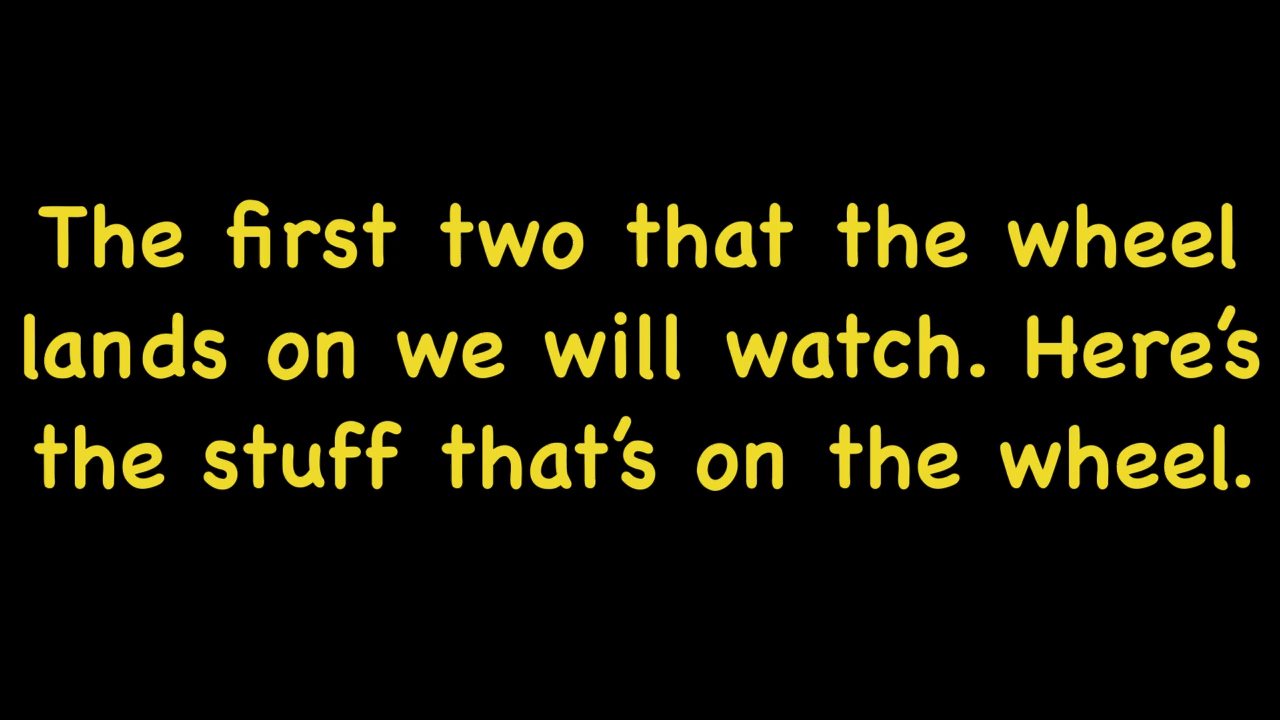 The first two that the wheel
lands on we will watch. Here's
the stuff that's on the wheel.